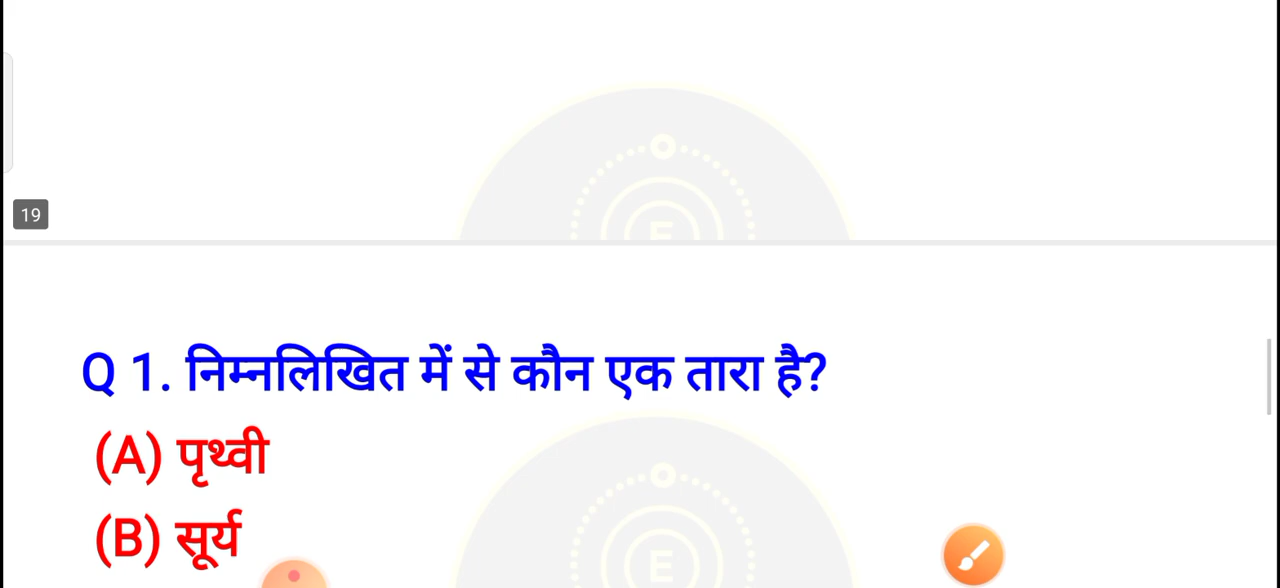 E
19
Q 1. निम्नलिखित में से कौन एक तारा है?
(A) पृथ्वी
(B) सूर्य
E